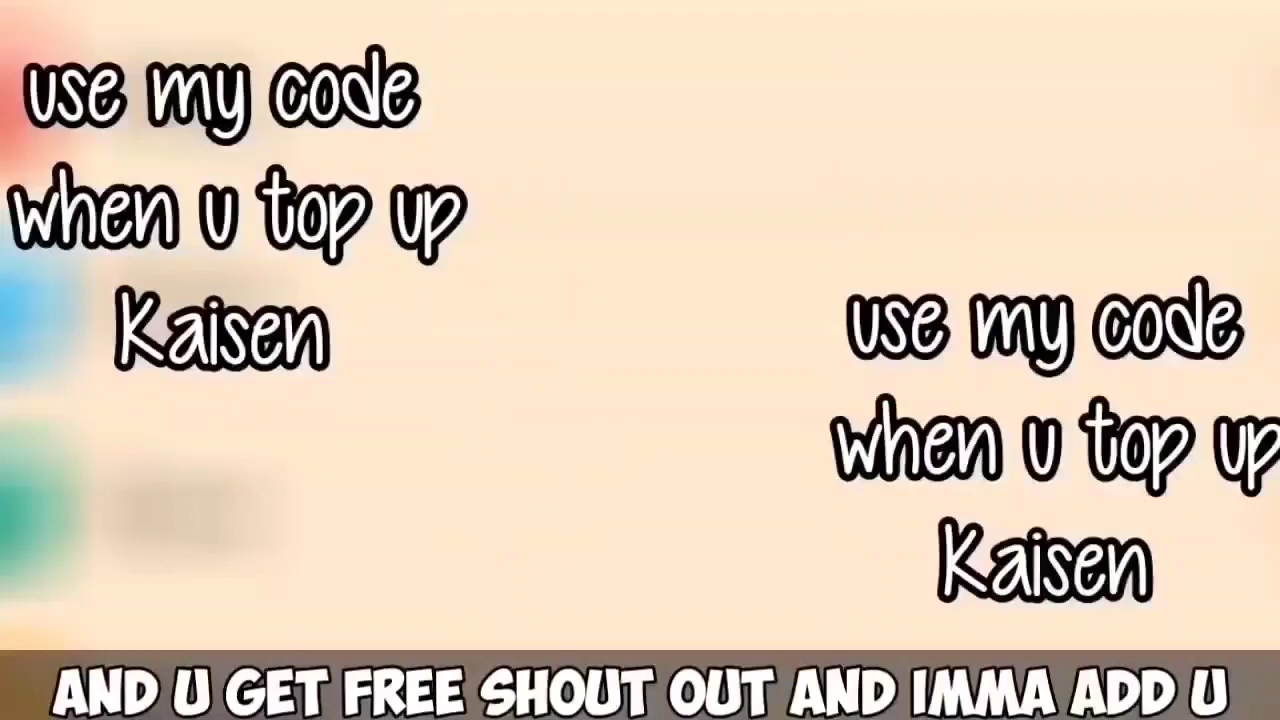 use my code
when u top up
Kaisen
use my code
when u top up
Kaisen
AND U GET FREE SHOUT OUT AND IMMA ADD U